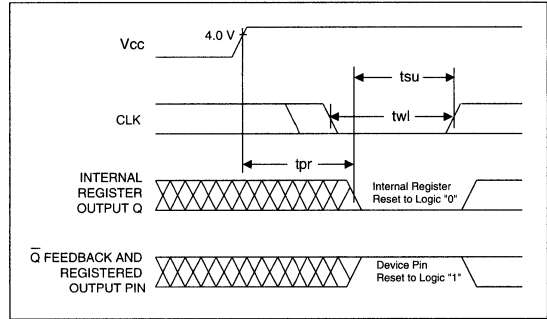 4.0 V
Vcc
tsu
CLK
twl
tpr
INTERNAL
REGISTER
OUTPUT Q
Internal Register
Reset to Logic "0"
Q̅ FEEDBACK AND
REGISTERED
OUTPUT PIN
Device Pin
Reset to Logic "1"